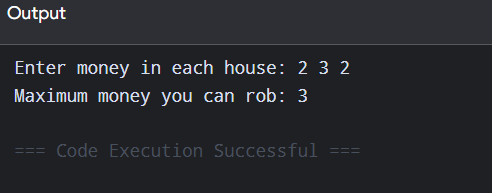 Output
Enter money in each house: 2 3 2
Maximum money you can rob: 3
=== Code Execution Successful ===